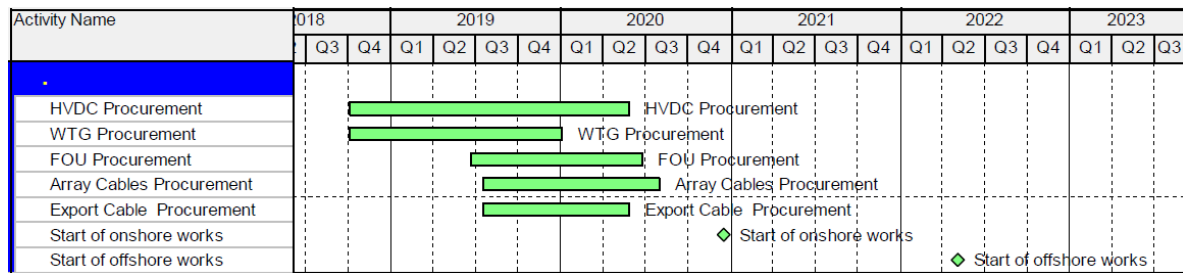 Activity Name 2018 2019 2020 2021 2022 2023
Q3 Q4 Q1 Q2 Q3 Q4 Q1 Q2 Q3 Q4 Q1 Q2 Q3 Q4 Q1 Q2 Q3 Q4 Q1 Q2 Q3
HVDC Procurement HVDC Procurement
WTG Procurement WTG Procurement
FOU Procurement FOU Procurement
Array Cables Procurement Array Cables Procurement
Export Cable Procurement Export Cable Procurement
Start of onshore works Start of onshore works
Start of offshore works Start of offshore works